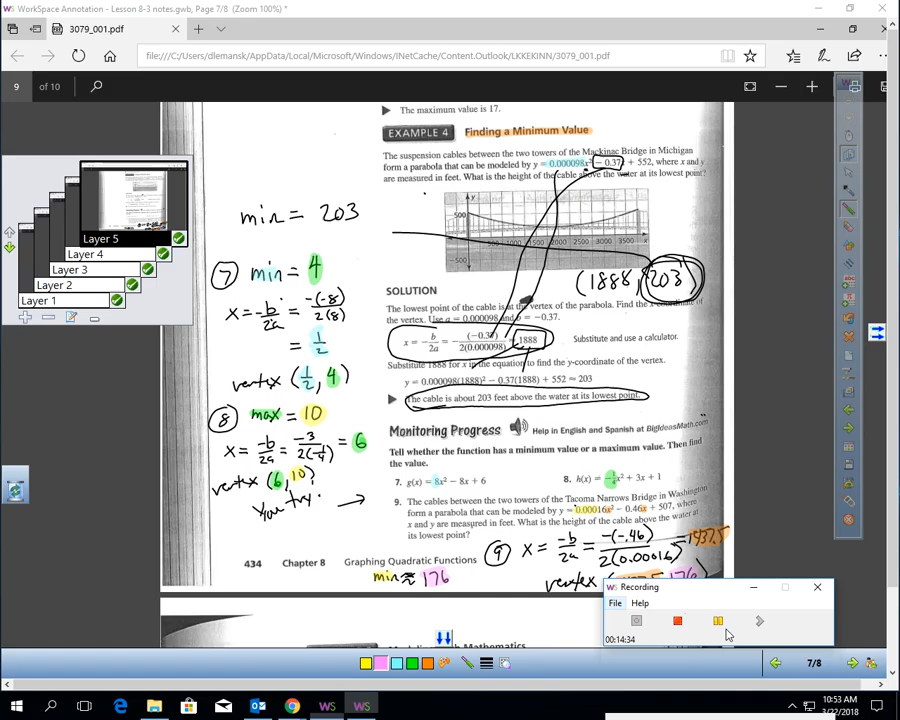 WorkSpace Annotation - Lesson 8-3 notes.gwb, Page 7/8 (Zoom 100%) *
3079_001.pdf
file:///C:/Users/dlemansk/AppData/Local/Microsoft/Windows/INetCache/Content.Outlook/LKKEKINN/3079_001.pdf
9 of 10
The maximum value is 17.
EXAMPLE 4 Finding a Minimum Value
The suspension cables between the two towers of the Mackinac Bridge in Michigan
form a parabola that can be modeled by y = 0.000098x² − 0.37x + 552, where x and y
are measured in feet. What is the height of the cable above the water at its lowest point?
500
500 1000 1500 2000 2500 3000 3500 x
−500
(1888, 203)
SOLUTION
The lowest point of the cable is at the vertex of the parabola. Find the x-coordinate of
the vertex. Use a = 0.000098 and b = −0.37.
x = − b/2a = − (−0.37)/2(0.000098) ≈ 1888 Substitute and use a calculator.
Substitute 1888 for x in the equation to find the y-coordinate of the vertex.
y = 0.000098(1888)² − 0.37(1888) + 552 ≈ 203
The cable is about 203 feet above the water at its lowest point.
Monitoring Progress Help in English and Spanish at BigIdeasMath.com
Tell whether the function has a minimum value or a maximum value. Then find
the value.
7. g(x) = 8x² − 8x + 6 8. h(x) = −¼x² + 3x + 1
9. The cables between the two towers of the Tacoma Narrows Bridge in Washington
form a parabola that can be modeled by y = 0.00016x² − 0.46x + 507, where
x and y are measured in feet. What is the height of the cable above the water at its
lowest point?
434 Chapter 8 Graphing Quadratic Functions
min = 203
7 min = 4
x = -b/2a = -(-8)/2(8)
= 1/2
vertex (1/2, 4)
8 max = 10
x = -b/2a = -3/2(-1/4) = 6
vertex (6, 10)
You try. →
9 x = -b/2a = -(-.46)/2(0.00016) = 1437.5
min ≈ 176
vertex (1437.5, 176)
Layer 5
Layer 4
Layer 3
Layer 2
Layer 1
Recording
File Help
00:14:34
7/8
10:53 AM
3/22/2018